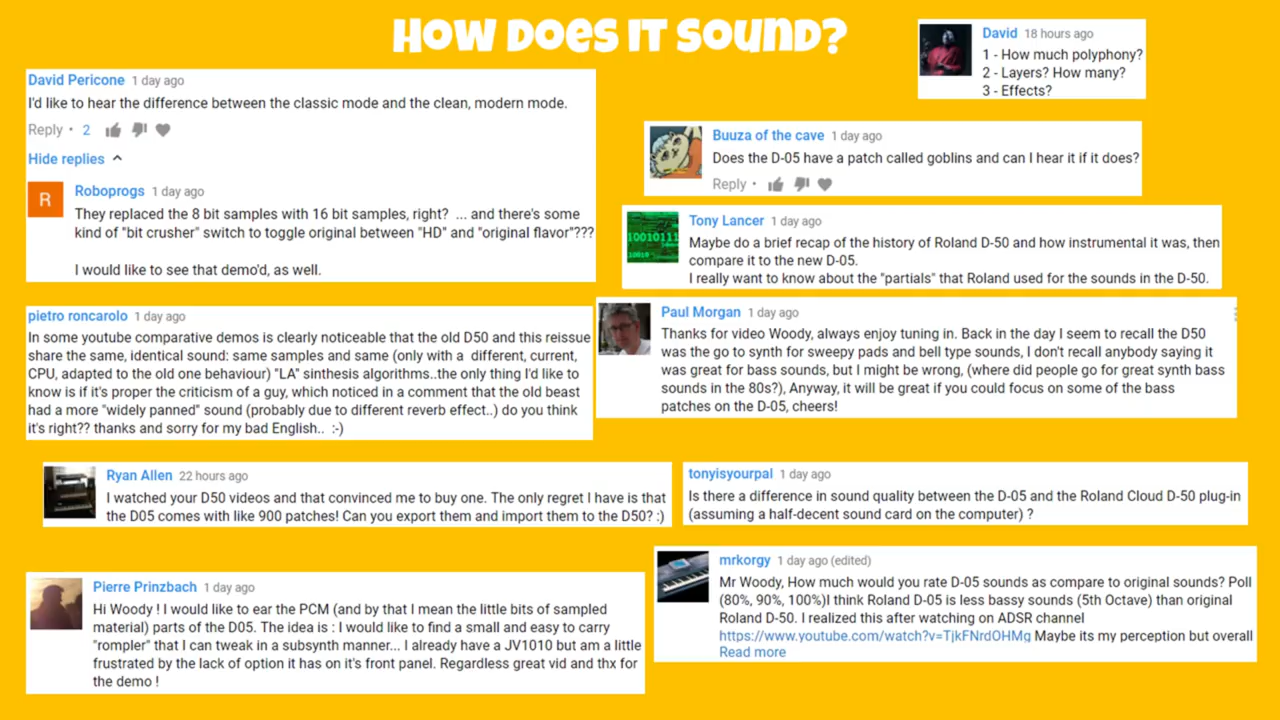 HOW DOES IT SOUND?
David Pericone 1 day ago
I'd like to hear the difference between the classic mode and the clean, modern mode.
Reply • 2
Hide replies
R
Roboprogs 1 day ago
They replaced the 8 bit samples with 16 bit samples, right? ... and there's some
kind of "bit crusher" switch to toggle original between "HD" and "original flavor"???
I would like to see that demo'd, as well.
pietro roncarolo 1 day ago
In some youtube comparative demos is clearly noticeable that the old D50 and this reissue
share the same, identical sound: same samples and same (only with a different, current,
CPU, adapted to the old one behaviour) "LA" sinthesis algorithms..the only thing I'd like to
know is if it's proper the criticism of a guy, which noticed in a comment that the old beast
had a more "widely panned" sound (probably due to different reverb effect..) do you think
it's right?? thanks and sorry for my bad English.. :-)
Ryan Allen 22 hours ago
I watched your D50 videos and that convinced me to buy one. The only regret I have is that
the D05 comes with like 900 patches! Can you export them and import them to the D50? :)
Pierre Prinzbach 1 day ago
Hi Woody ! I would like to ear the PCM (and by that I mean the little bits of sampled
material) parts of the D05. The idea is : I would like to find a small and easy to carry
"rompler" that I can tweak in a subsynth manner... I already have a JV1010 but am a little
frustrated by the lack of option it has on it's front panel. Regardless great vid and thx for
the demo !
David 18 hours ago
1 - How much polyphony?
2 - Layers? How many?
3 - Effects?
Buuza of the cave 1 day ago
Does the D-05 have a patch called goblins and can I hear it if it does?
Reply •
10010111
10010
Tony Lancer 1 day ago
Maybe do a brief recap of the history of Roland D-50 and how instrumental it was, then
compare it to the new D-05.
I really want to know about the "partials" that Roland used for the sounds in the D-50.
Paul Morgan 1 day ago
Thanks for video Woody, always enjoy tuning in. Back in the day I seem to recall the D50
was the go to synth for sweepy pads and bell type sounds, I don't recall anybody saying it
was great for bass sounds, but I might be wrong, (where did people go for great synth bass
sounds in the 80s?), Anyway, it will be great if you could focus on some of the bass
patches on the D-05, cheers!
tonyisyourpal 1 day ago
Is there a difference in sound quality between the D-05 and the Roland Cloud D-50 plug-in
(assuming a half-decent sound card on the computer) ?
mrkorgy 1 day ago (edited)
Mr Woody, How much would you rate D-05 sounds as compare to original sounds? Poll
(80%, 90%, 100%)I think Roland D-05 is less bassy sounds (5th Octave) than original
Roland D-50. I realized this after watching on ADSR channel
https://www.youtube.com/watch?v=TjkFNrdOHMg Maybe its my perception but overall
Read more